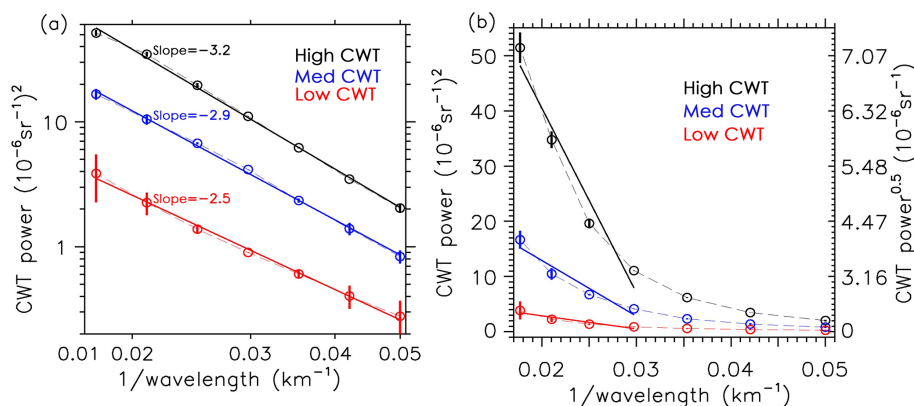 (a)
CWT power (10⁻⁶sr⁻¹)²
10
1
Slope=−3.2
Slope=−2.9
Slope=−2.5
High CWT
Med CWT
Low CWT
0.01
0.02
0.03
0.04
0.05
1/wavelength (km⁻¹)
(b)
CWT power (10⁻⁶sr⁻¹)²
50
40
30
20
10
0
High CWT
Med CWT
Low CWT
7.07
6.32
5.48
4.47
3.16
0
CWT power⁰·⁵ (10⁻⁶sr⁻¹)
0.02
0.03
0.04
0.05
1/wavelength (km⁻¹)